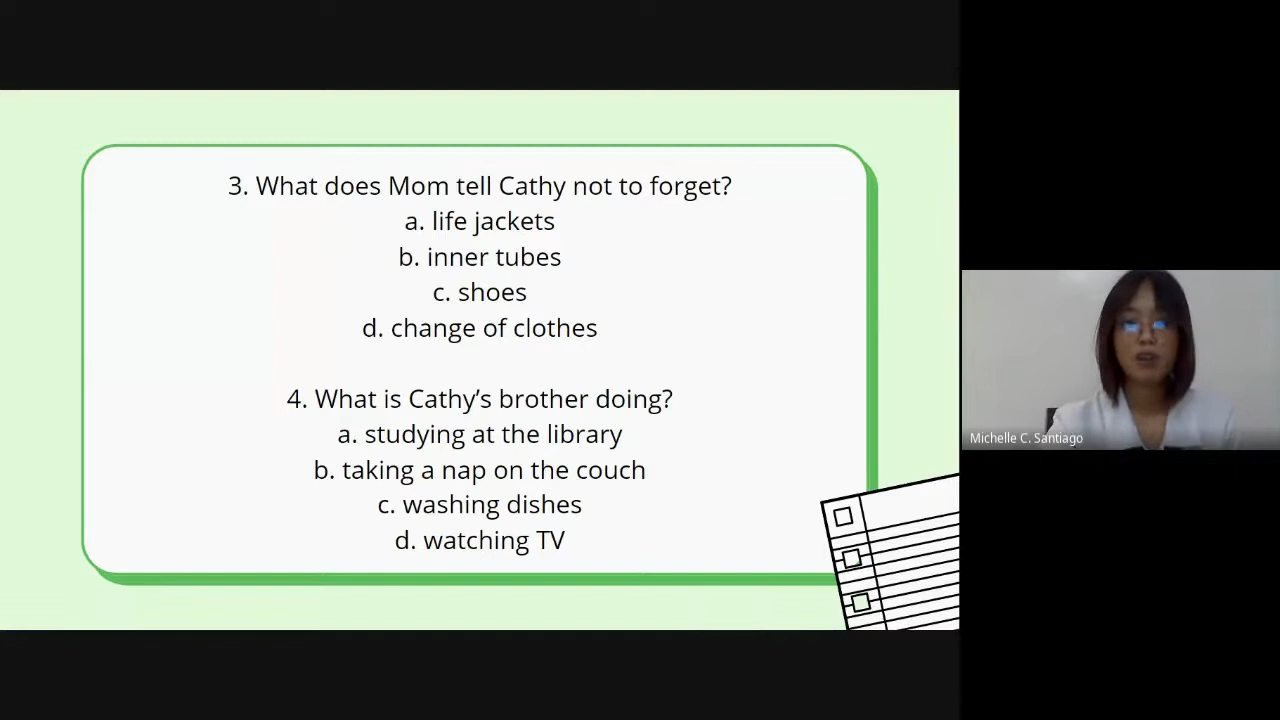 3. What does Mom tell Cathy not to forget?
a. life jackets
b. inner tubes
c. shoes
d. change of clothes
4. What is Cathy’s brother doing?
a. studying at the library
b. taking a nap on the couch
c. washing dishes
d. watching TV
Michelle C. Santiago